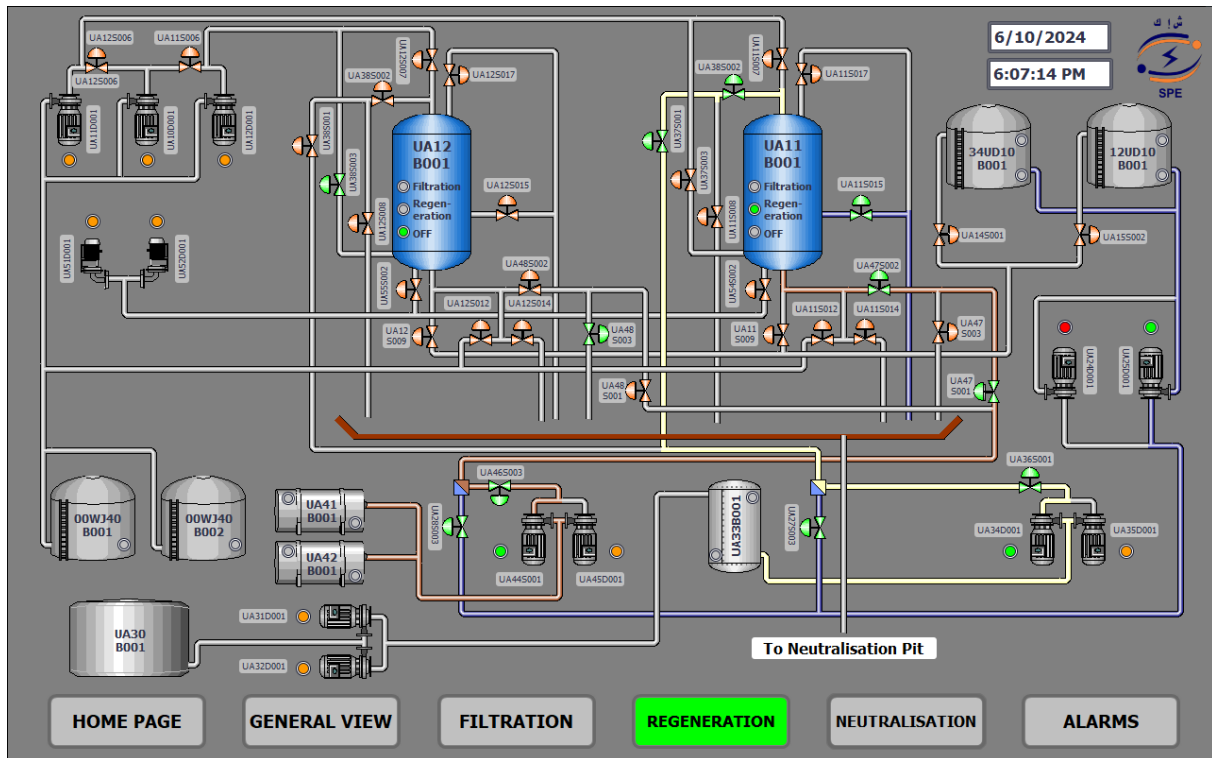 6/10/2024
6:07:14 PM
ش إ ك
SPE
UA12S006
UA11S006
UA12S006
UA11D001
UA10D001
UA12D001
UA51D001
UA52D001
UA12S007
UA12S017
UA38S002
UA38S001
UA38S003
UA12S008
UA12
B001
Filtration
Regen-
eration
OFF
UA12S015
UA55S002
UA48S002
UA12S012
UA12S014
UA12
S009
UA48
S003
UA48
S001
UA11S007
UA11S017
UA38S002
UA37S001
UA37S003
UA11S008
UA11
B001
Filtration
Regen-
eration
OFF
UA11S015
UA54S002
UA47S002
UA11S012
UA11S014
UA11
S009
UA47
S003
UA47
S001
34UD10
B001
12UD10
B001
UA14S001
UA15S002
UA24D001
UA25D001
00WJ40
B001
00WJ40
B002
UA41
B001
UA42
B001
UA46S003
UA28S003
UA44S001
UA45D001
UA33B001
UA27S003
UA36S001
UA34D001
UA35D001
UA30
B001
UA31D001
UA32D001
To Neutralisation Pit
HOME PAGE
GENERAL VIEW
FILTRATION
REGENERATION
NEUTRALISATION
ALARMS